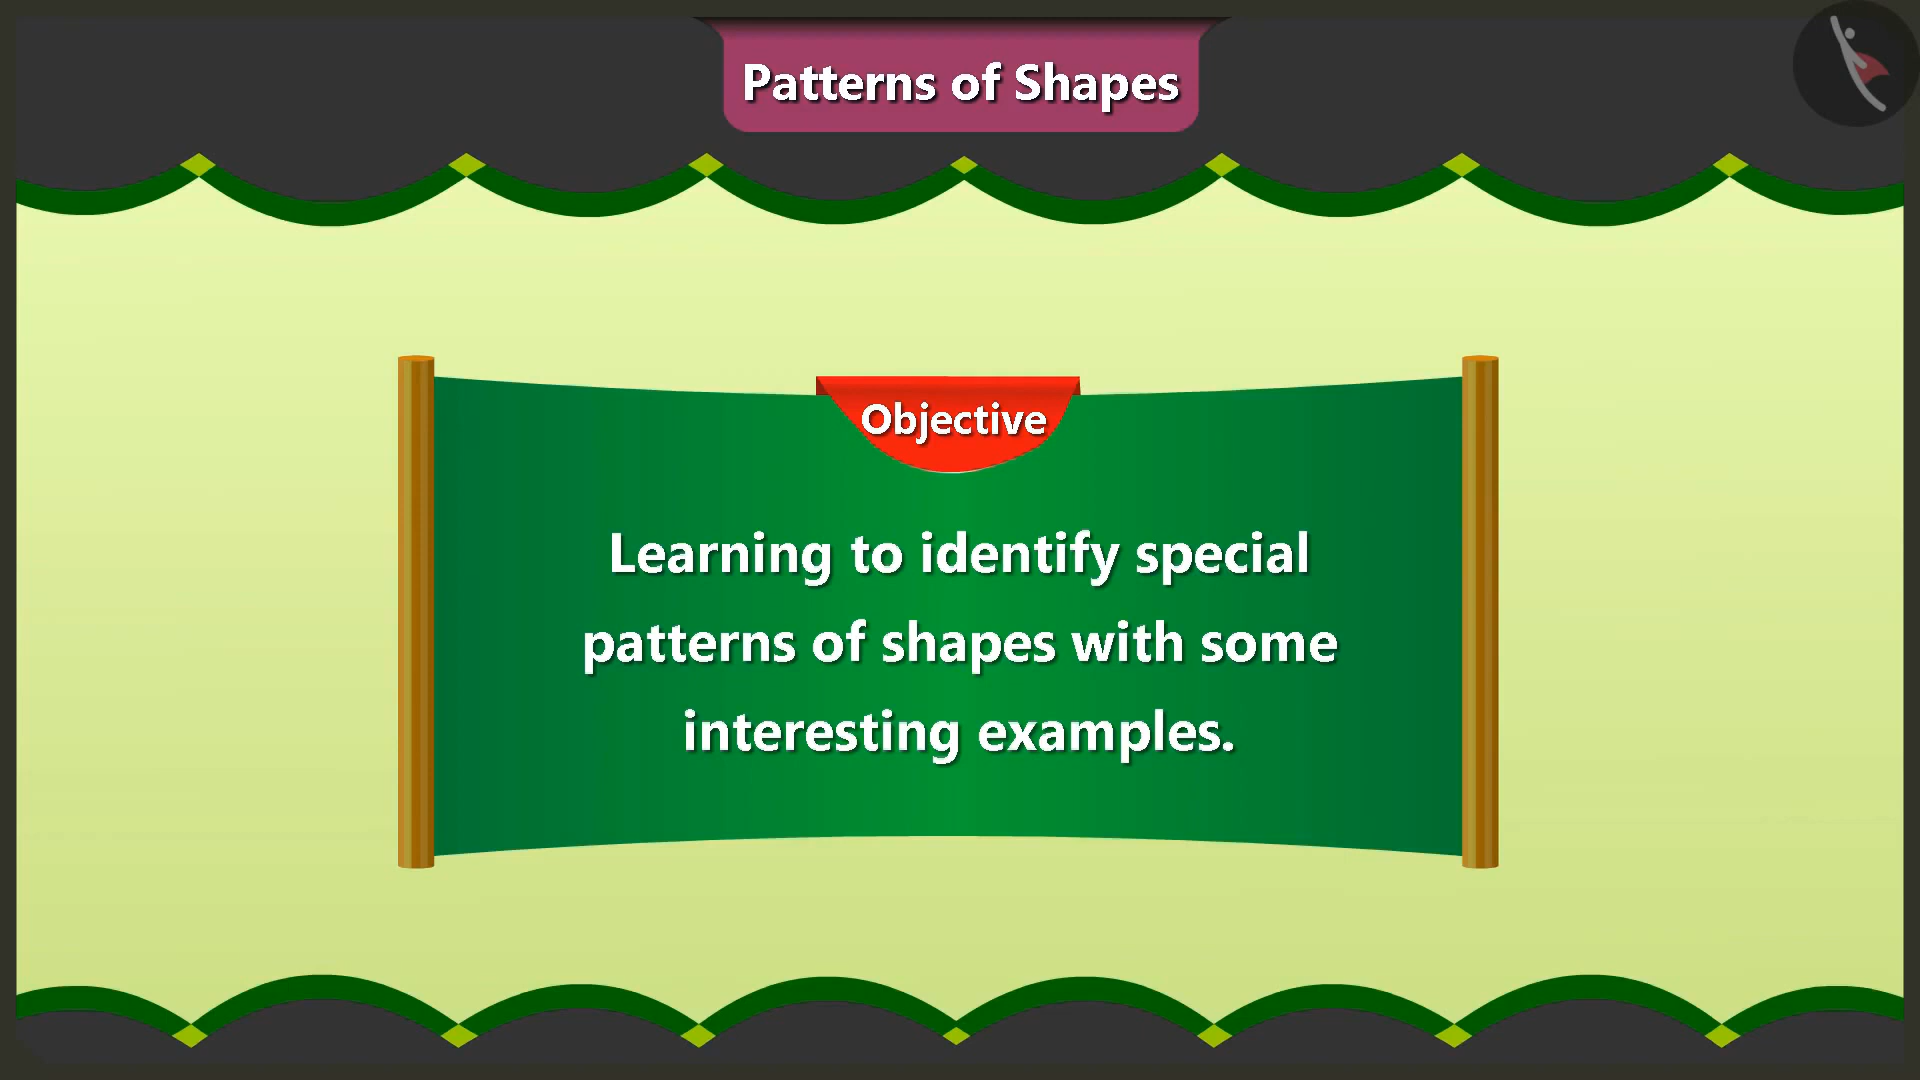 Patterns of Shapes
Objective
Learning to identify special
patterns of shapes with some
interesting examples.